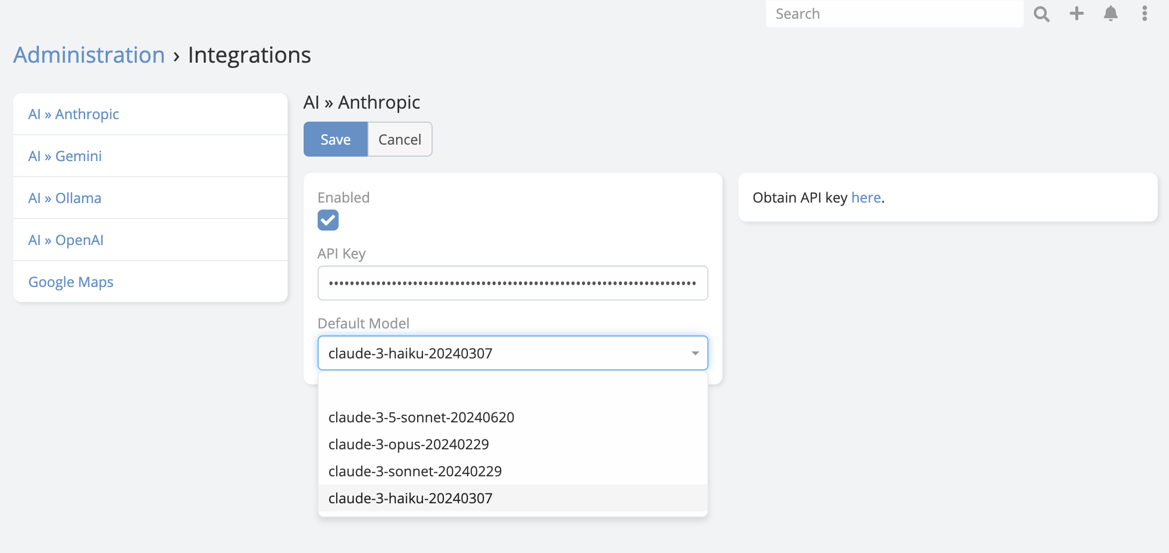 Search
Administration › Integrations
AI » Anthropic
AI » Gemini
AI » Ollama
AI » OpenAI
Google Maps
AI » Anthropic
Save Cancel
Enabled
API Key
••••••••••••••••••••••••••••••••••••••••••••••••••••••••••••••••••••••
Default Model
claude-3-haiku-20240307
claude-3-5-sonnet-20240620
claude-3-opus-20240229
claude-3-sonnet-20240229
claude-3-haiku-20240307
Obtain API key here.